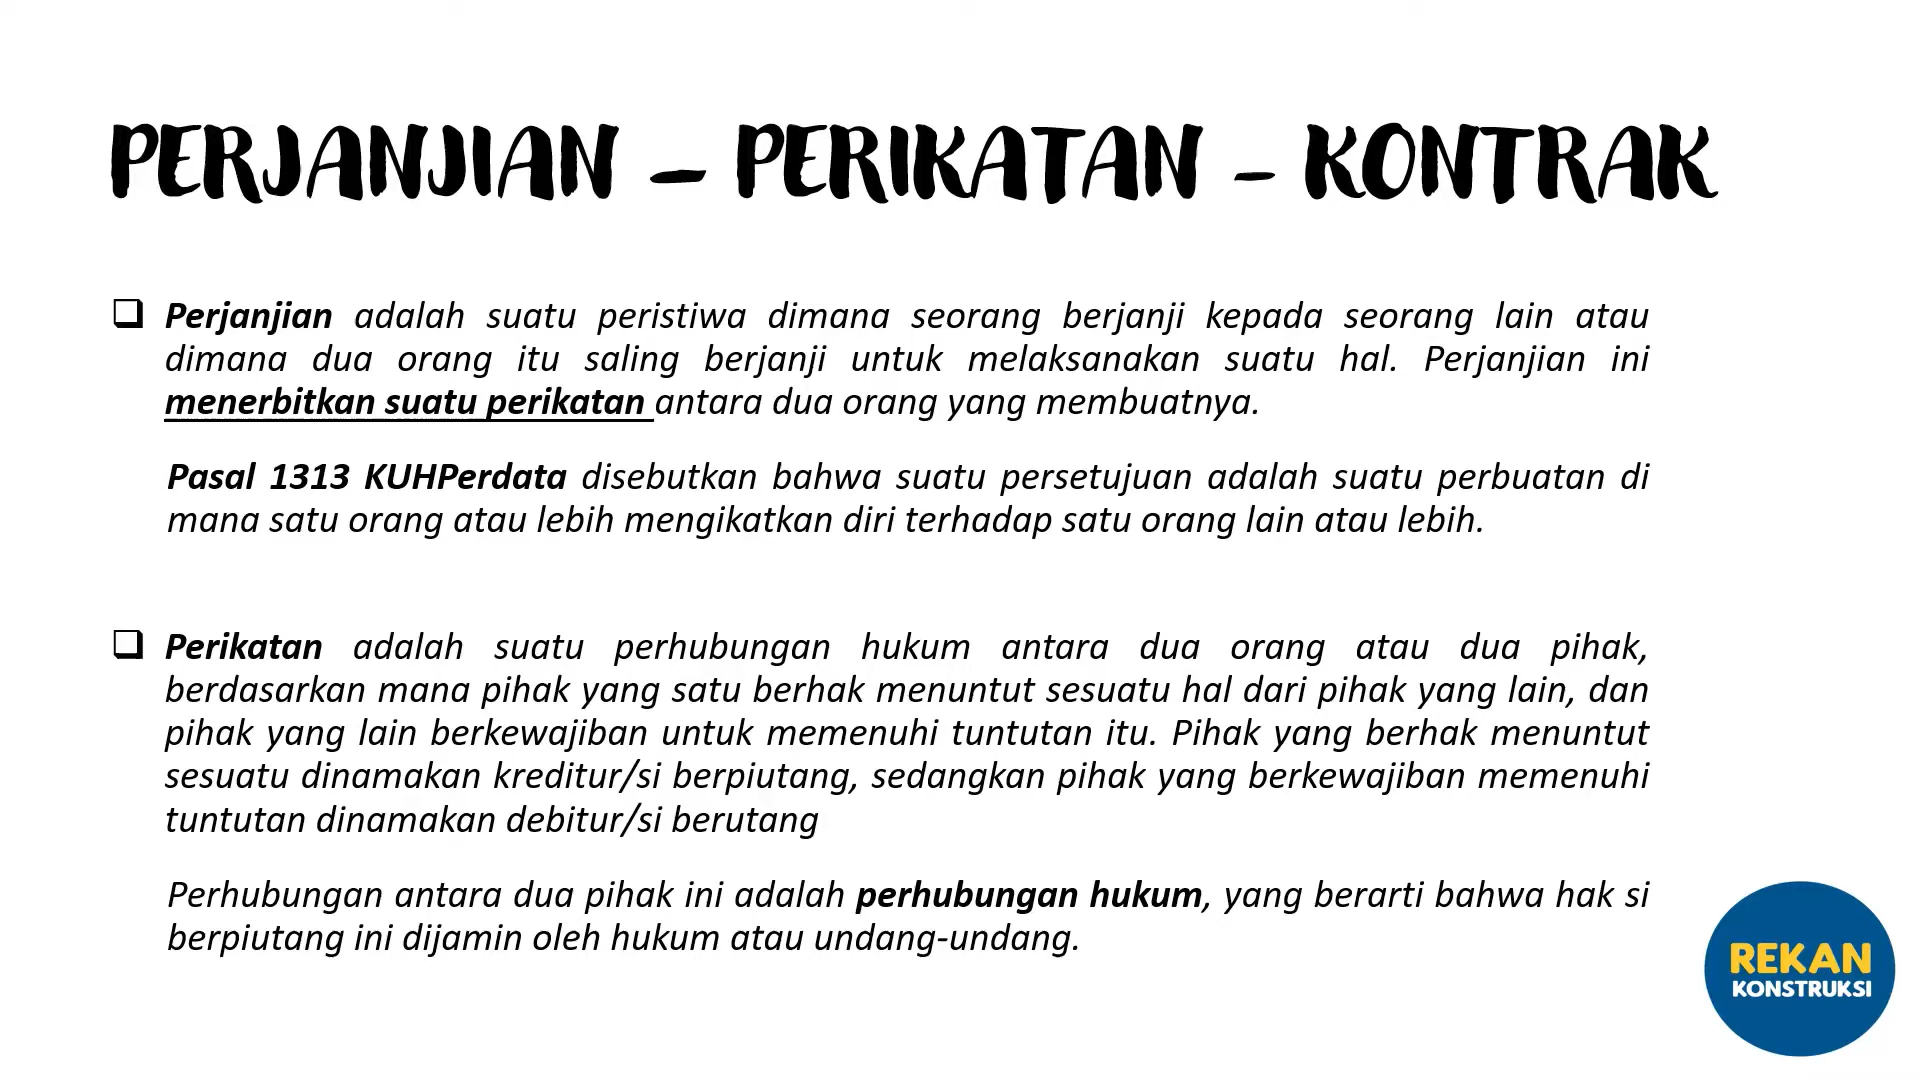 PERJANJIAN – PERIKATAN - KONTRAK
Perjanjian adalah suatu peristiwa dimana seorang berjanji kepada seorang lain atau
dimana dua orang itu saling berjanji untuk melaksanakan suatu hal. Perjanjian ini
menerbitkan suatu perikatan antara dua orang yang membuatnya.
Pasal 1313 KUHPerdata disebutkan bahwa suatu persetujuan adalah suatu perbuatan di
mana satu orang atau lebih mengikatkan diri terhadap satu orang lain atau lebih.
Perikatan adalah suatu perhubungan hukum antara dua orang atau dua pihak,
berdasarkan mana pihak yang satu berhak menuntut sesuatu hal dari pihak yang lain, dan
pihak yang lain berkewajiban untuk memenuhi tuntutan itu. Pihak yang berhak menuntut
sesuatu dinamakan kreditur/si berpiutang, sedangkan pihak yang berkewajiban memenuhi
tuntutan dinamakan debitur/si berutang
Perhubungan antara dua pihak ini adalah perhubungan hukum, yang berarti bahwa hak si
berpiutang ini dijamin oleh hukum atau undang-undang.
REKAN
KONSTRUKSI